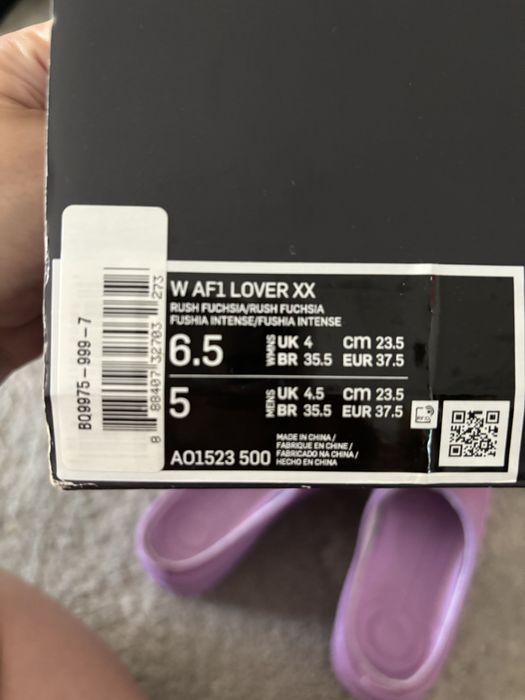 W AF1 LOVER XX
RUSH FUCHSIA/RUSH FUCHSIA
FUSHIA INTENSE/FUSHIA INTENSE
6.5 WMNS UK 4 cm 23.5
BR 35.5 EUR 37.5
5 MENS UK 4.5 cm 23.5
BR 35.5 EUR 37.5
AO1523 500
MADE IN CHINA /
FABRIQUE EN CHINE /
FABRICADO NA CHINA /
HECHO EN CHINA
BQ9975-999-7
8 88407 32703 273